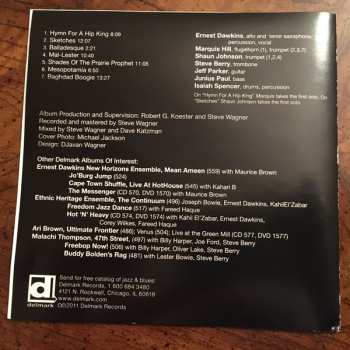 1. Hymn For A Hip King 8:09
2. Sketches 12:07
3. Balladesque 2:21
4. Mal-Lester 10:40
5. Shades Of The Prairie Prophet 11:05
6. Mesopotamia 9:05
7. Baghdad Boogie 13:27
Ernest Dawkins, alto and tenor saxophone,
percussion, vocal
Marquis Hill, flugelhorn (1), trumpet (2,3,7)
Shaun Johnson, trumpet (1,2,4)
Steve Berry, trombone
Jeff Parker, guitar
Junius Paul, bass
Isaiah Spencer, drums, percussion
On "Hymn For A Hip King" Marquis takes the first solo. On
"Sketches" Shaun Johnson takes the first solo.
Album Production and Supervision: Robert G. Koester and Steve Wagner
Recorded and mastered by Steve Wagner
Mixed by Steve Wagner and Dave Katzman
Cover Photo: Michael Jackson
Design: DJavan Wagner
Other Delmark Albums Of Interest:
Ernest Dawkins New Horizons Ensemble, Mean Ameen (559) with Maurice Brown
Jo'Burg Jump (524)
Cape Town Shuffle, Live At HotHouse (545) with Kahari B
The Messenger (CD 570, DVD 1570) with Maurice Brown
Ethnic Heritage Ensemble, The Continuum (496) Joseph Bowie, Ernest Dawkins, Kahil El'Zabar
Freedom Jazz Dance (517) with Fareed Haque
Hot 'N' Heavy (CD 574, DVD 1574) with Kahil El'Zabar, Ernest Dawkins,
Corey Wilkes, Fareed Haque
Ari Brown, Ultimate Frontier (486); Venus (504); Live at the Green Mill (CD 577, DVD 1577)
Malachi Thompson, 47th Street, (497) with Billy Harper, Joe Ford, Steve Berry
Freebop Now! (506) with Billy Harper, Oliver Lake, Steve Berry
Buddy Bolden's Rag (481) with Lester Bowie, Steve Berry
Send for free catalog of jazz & blues:
Delmark Records, 1 800 684 3480
4121 N. Rockwell, Chicago, IL 60618
©℗2011 Delmark Records
delmark